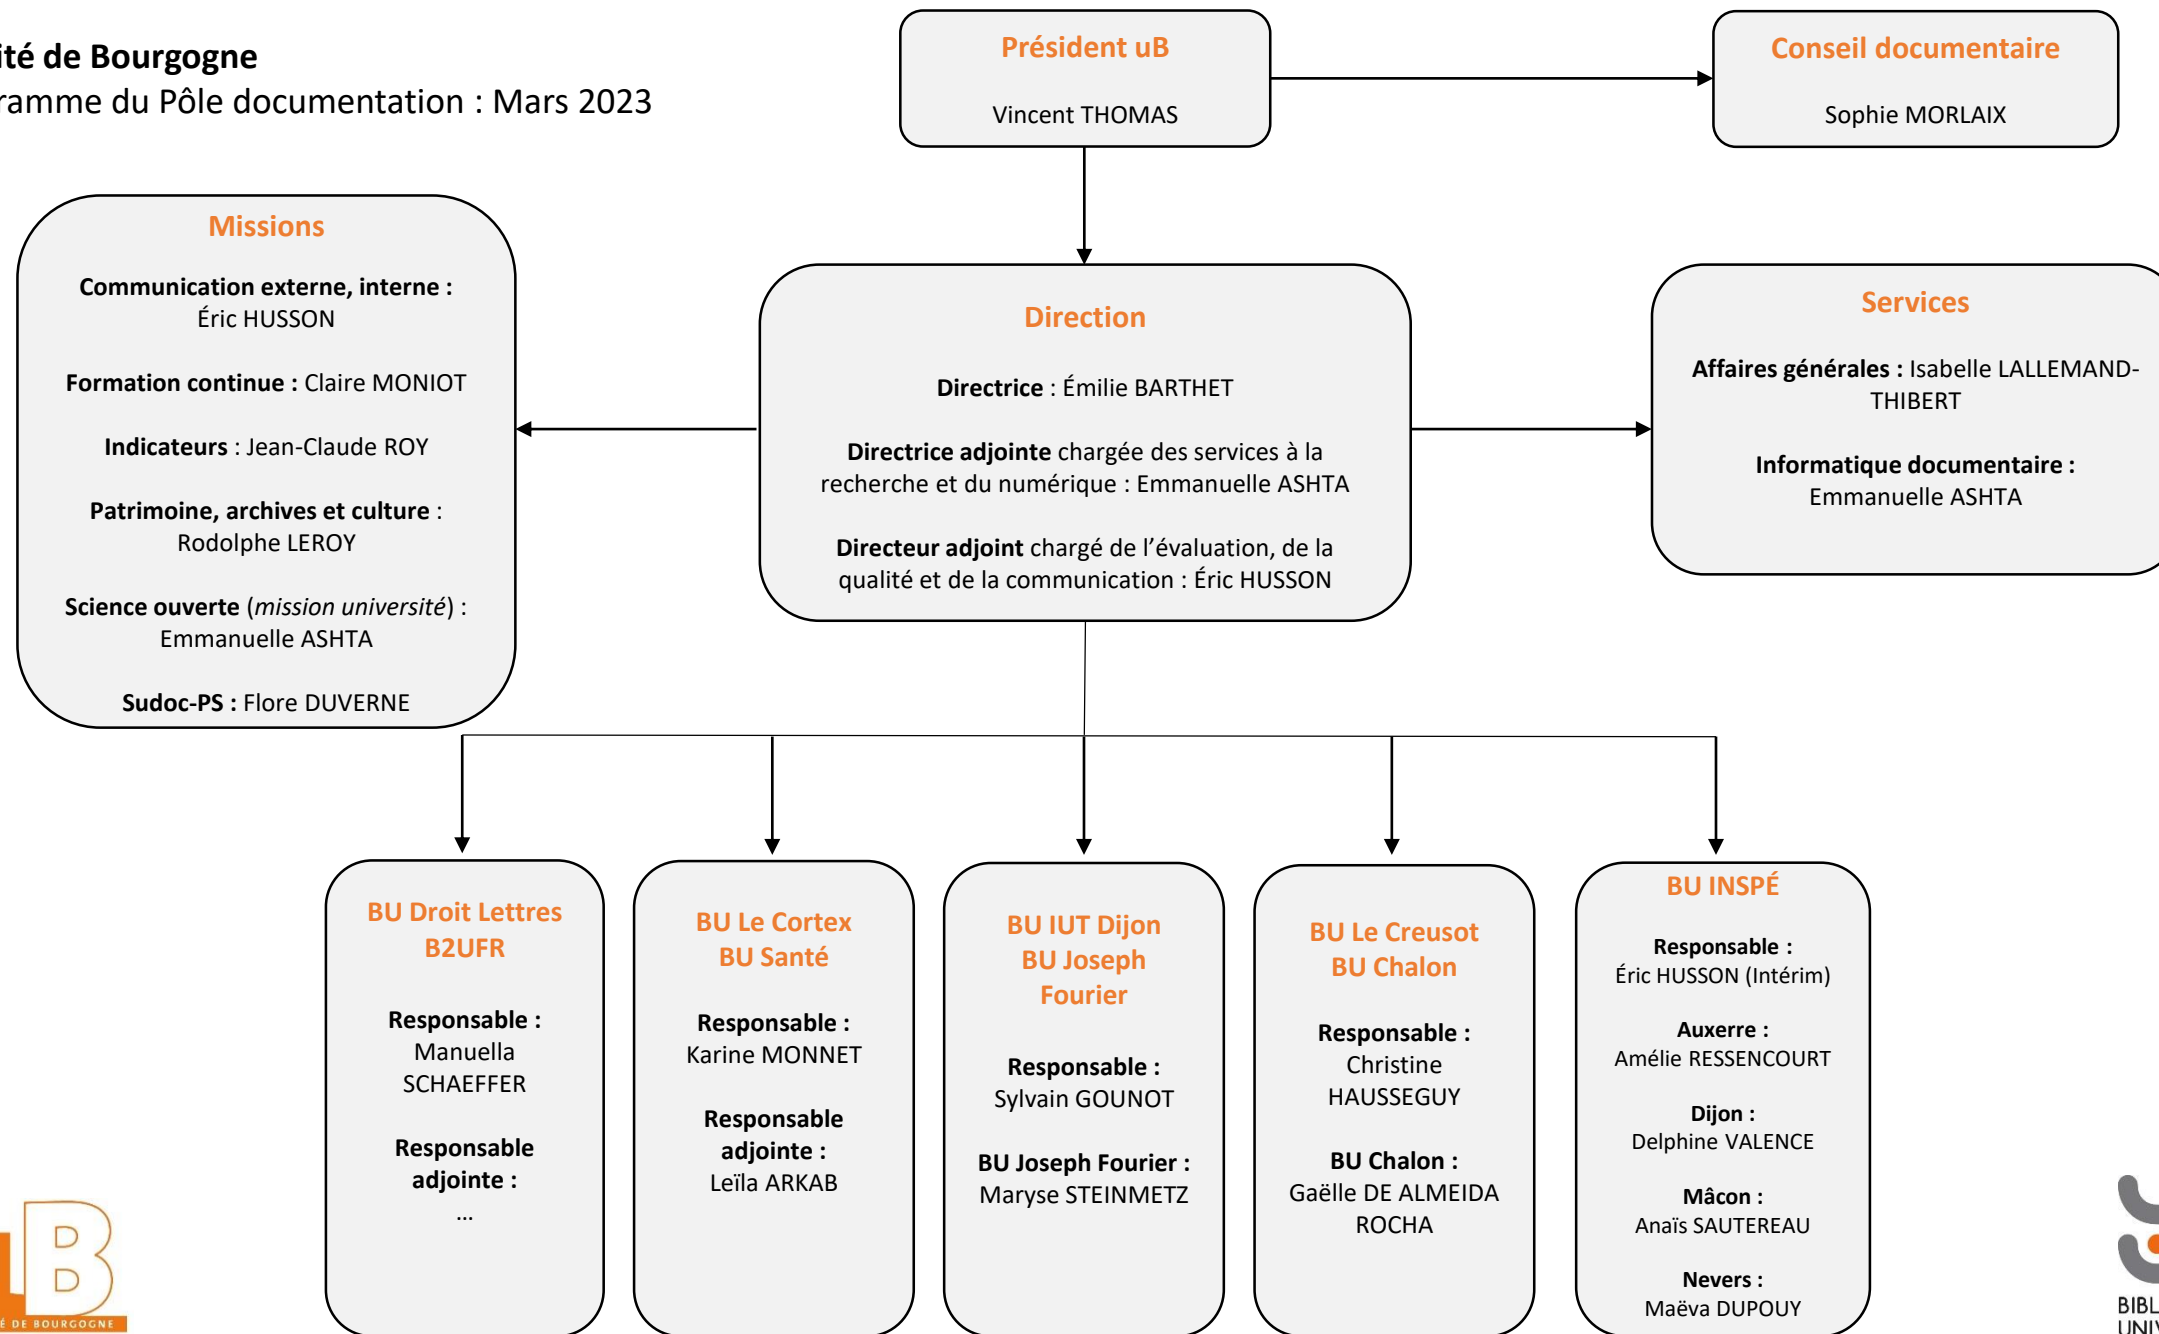 ité de Bourgogne
ramme du Pôle documentation : Mars 2023
Président uB
Vincent THOMAS
Conseil documentaire
Sophie MORLAIX
Missions
Communication externe, interne :
Éric HUSSON
Formation continue : Claire MONIOT
Indicateurs : Jean-Claude ROY
Patrimoine, archives et culture :
Rodolphe LEROY
Science ouverte (mission université) :
Emmanuelle ASHTA
Sudoc-PS : Flore DUVERNE
Direction
Directrice : Émilie BARTHET
Directrice adjointe chargée des services à la
recherche et du numérique : Emmanuelle ASHTA
Directeur adjoint chargé de l’évaluation, de la
qualité et de la communication : Éric HUSSON
Services
Affaires générales : Isabelle LALLEMAND-
THIBERT
Informatique documentaire :
Emmanuelle ASHTA
BU Droit Lettres
B2UFR
Responsable :
Manuella
SCHAEFFER
Responsable
adjointe :
...
BU Le Cortex
BU Santé
Responsable :
Karine MONNET
Responsable
adjointe :
Leïla ARKAB
BU IUT Dijon
BU Joseph
Fourier
Responsable :
Sylvain GOUNOT
BU Joseph Fourier :
Maryse STEINMETZ
BU Le Creusot
BU Chalon
Responsable :
Christine
HAUSSEGUY
BU Chalon :
Gaëlle DE ALMEIDA
ROCHA
BU INSPÉ
Responsable :
Éric HUSSON (Intérim)
Auxerre :
Amélie RESSENCOURT
Dijon :
Delphine VALENCE
Mâcon :
Anaïs SAUTEREAU
Nevers :
Maëva DUPOUY
B
É DE BOURGOGNE
BIBL
UNIV